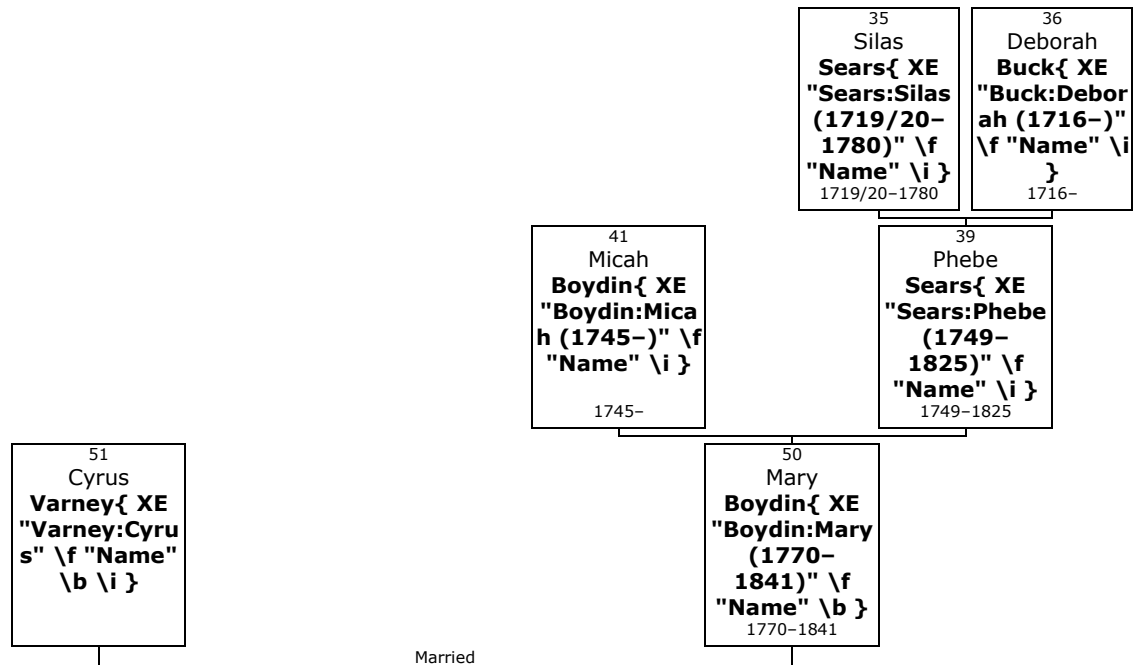 35
Silas
Sears{ XE
"Sears:Silas
(1719/20–
1780)" \f
"Name" \i }
1719/20–1780
36
Deborah
Buck{ XE
"Buck:Debor
ah (1716–)"
\f "Name" \i
}
1716–
41
Micah
Boydin{ XE
"Boydin:Mica
h (1745–)" \f
"Name" \i }
1745–
39
Phebe
Sears{ XE
"Sears:Phebe
(1749–
1825)" \f
"Name" \i }
1749–1825
51
Cyrus
Varney{ XE
"Varney:Cyru
s" \f "Name"
\b \i }
50
Mary
Boydin{ XE
"Boydin:Mary
(1770–
1841)" \f
"Name" \b }
1770–1841
Married